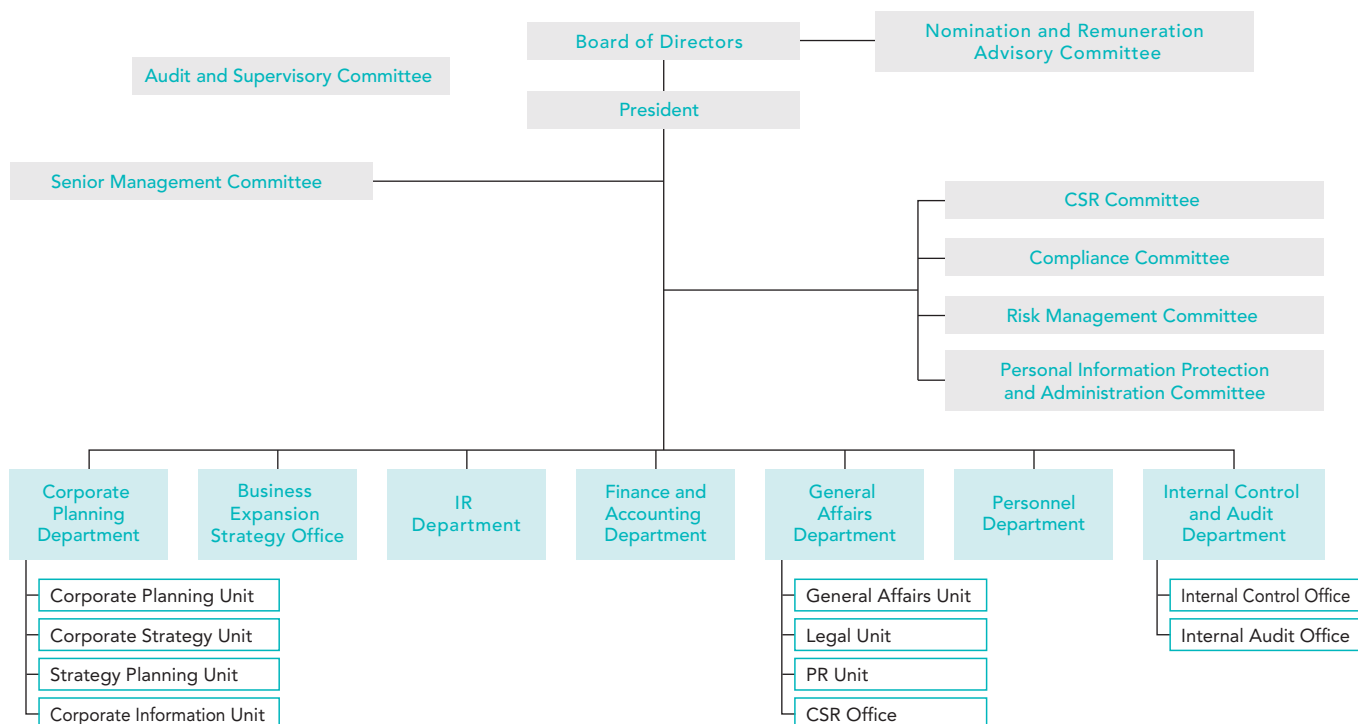 Board of Directors
Nomination and Remuneration
Advisory Committee
Audit and Supervisory Committee
President
Senior Management Committee
CSR Committee
Compliance Committee
Risk Management Committee
Personal Information Protection
and Administration Committee
Corporate
Planning
Department
Business
Expansion
Strategy Office
IR
Department
Finance and
Accounting
Department
General
Affairs
Department
Personnel
Department
Internal Control
and Audit
Department
Corporate Planning Unit
Corporate Strategy Unit
Strategy Planning Unit
Corporate Information Unit
General Affairs Unit
Legal Unit
PR Unit
CSR Office
Internal Control Office
Internal Audit Office